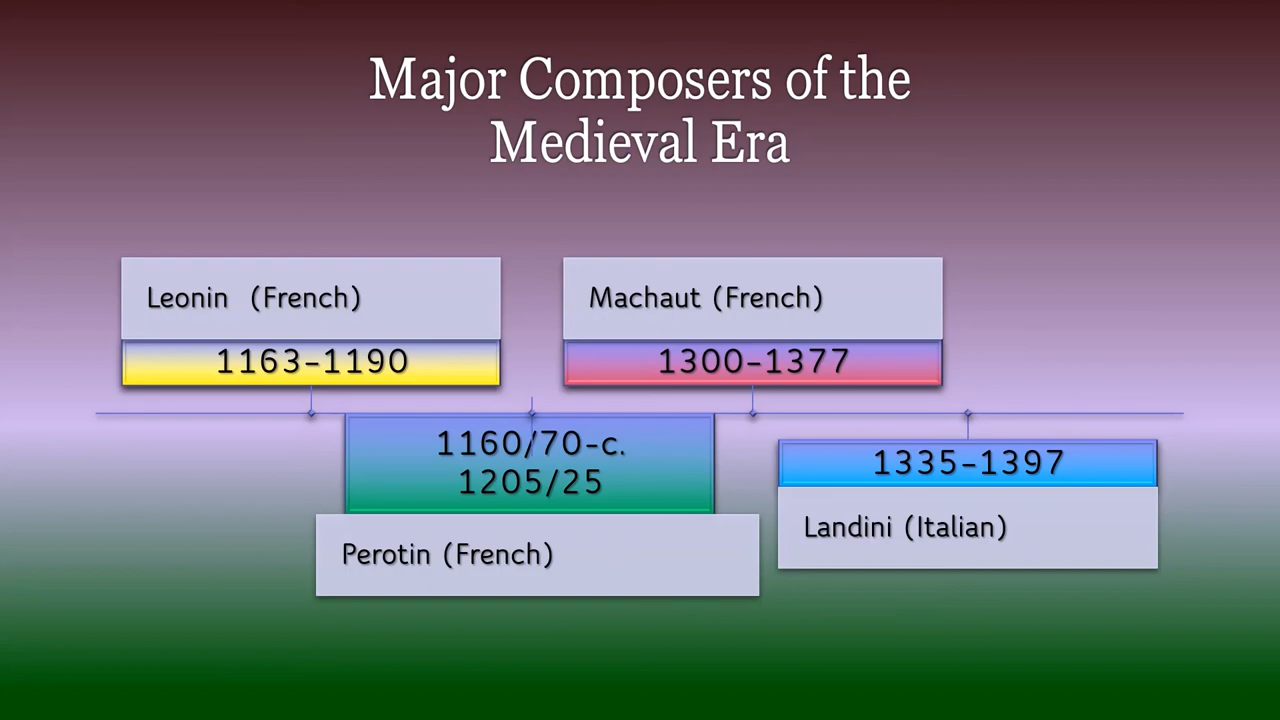 Major Composers of the
Medieval Era
Leonin (French)
1163-1190
Machaut (French)
1300-1377
1160/70-c.
1205/25
Perotin (French)
1335-1397
Landini (Italian)